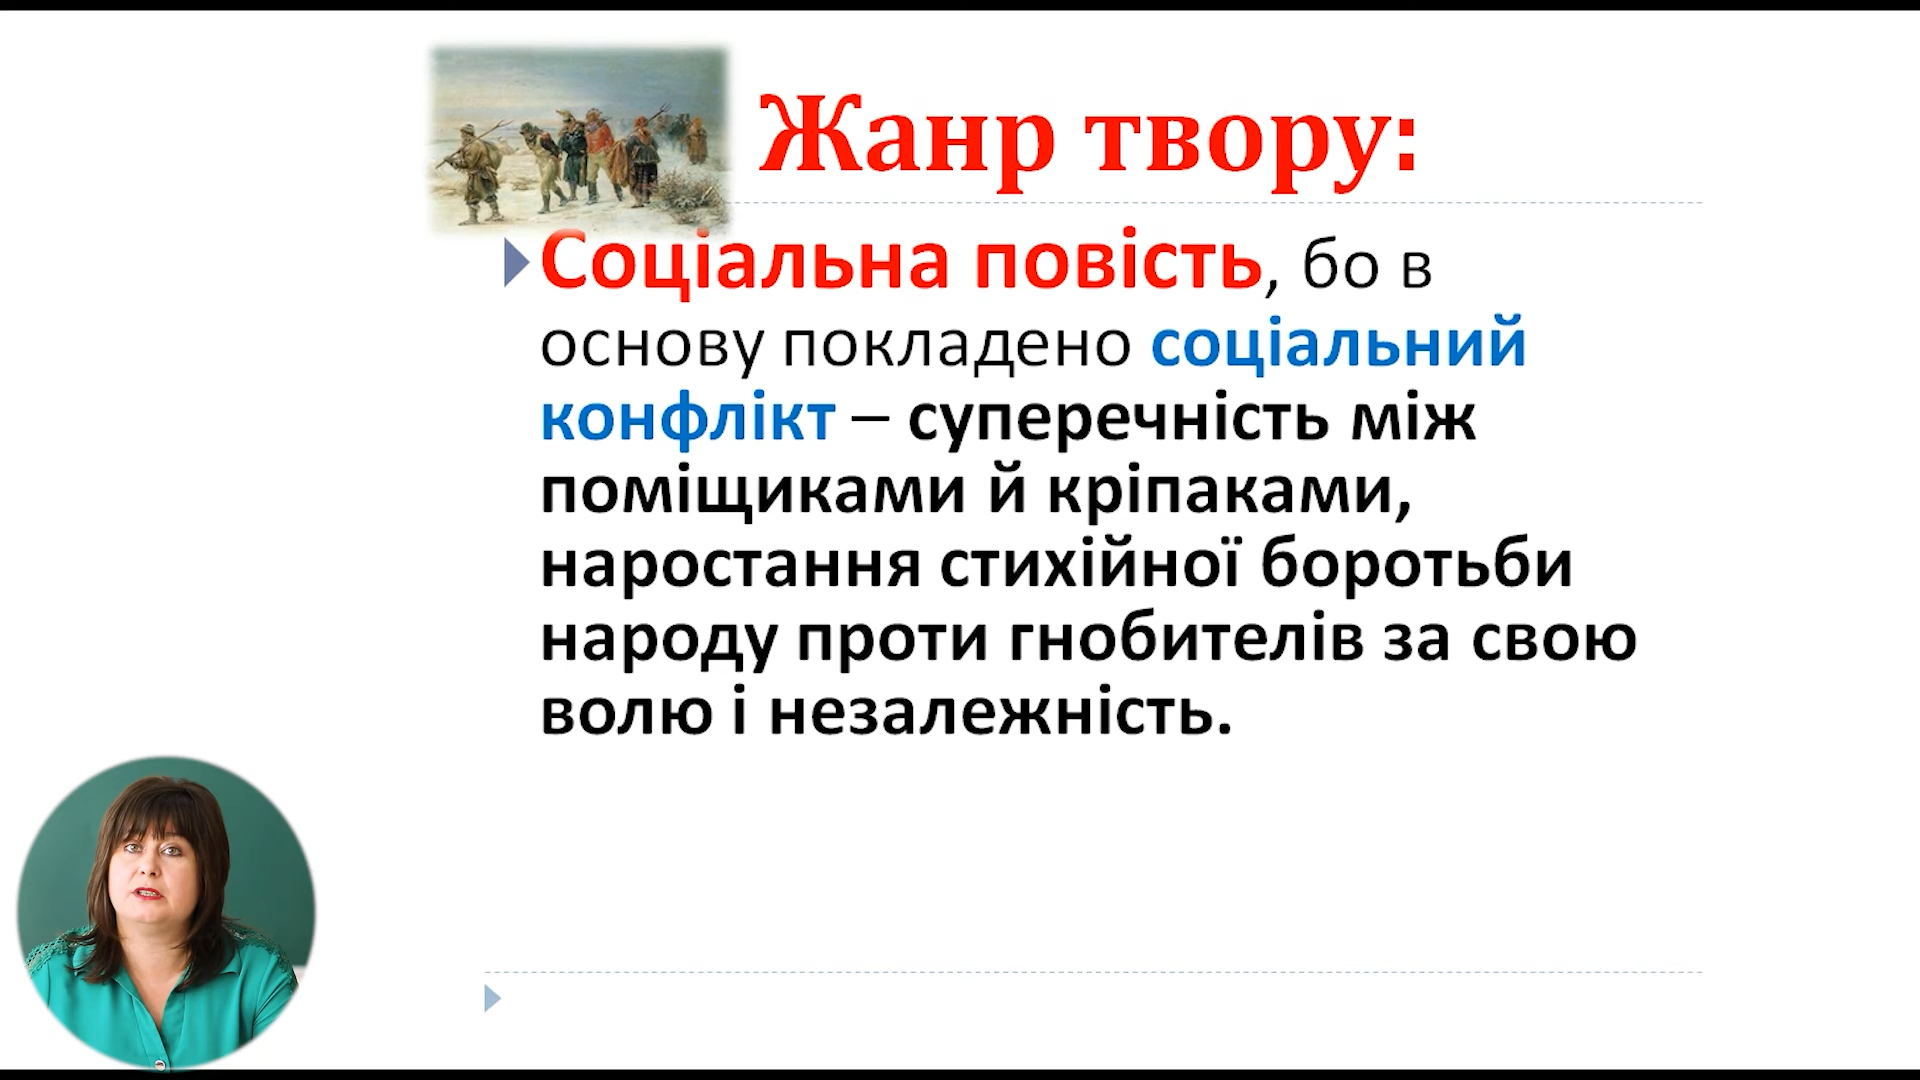 Жанр твору:
Соціальна повість, бо в
основу покладено соціальний
конфлікт – суперечність між
поміщиками й кріпаками,
наростання стихійної боротьби
народу проти гнобителів за свою
волю і незалежність.